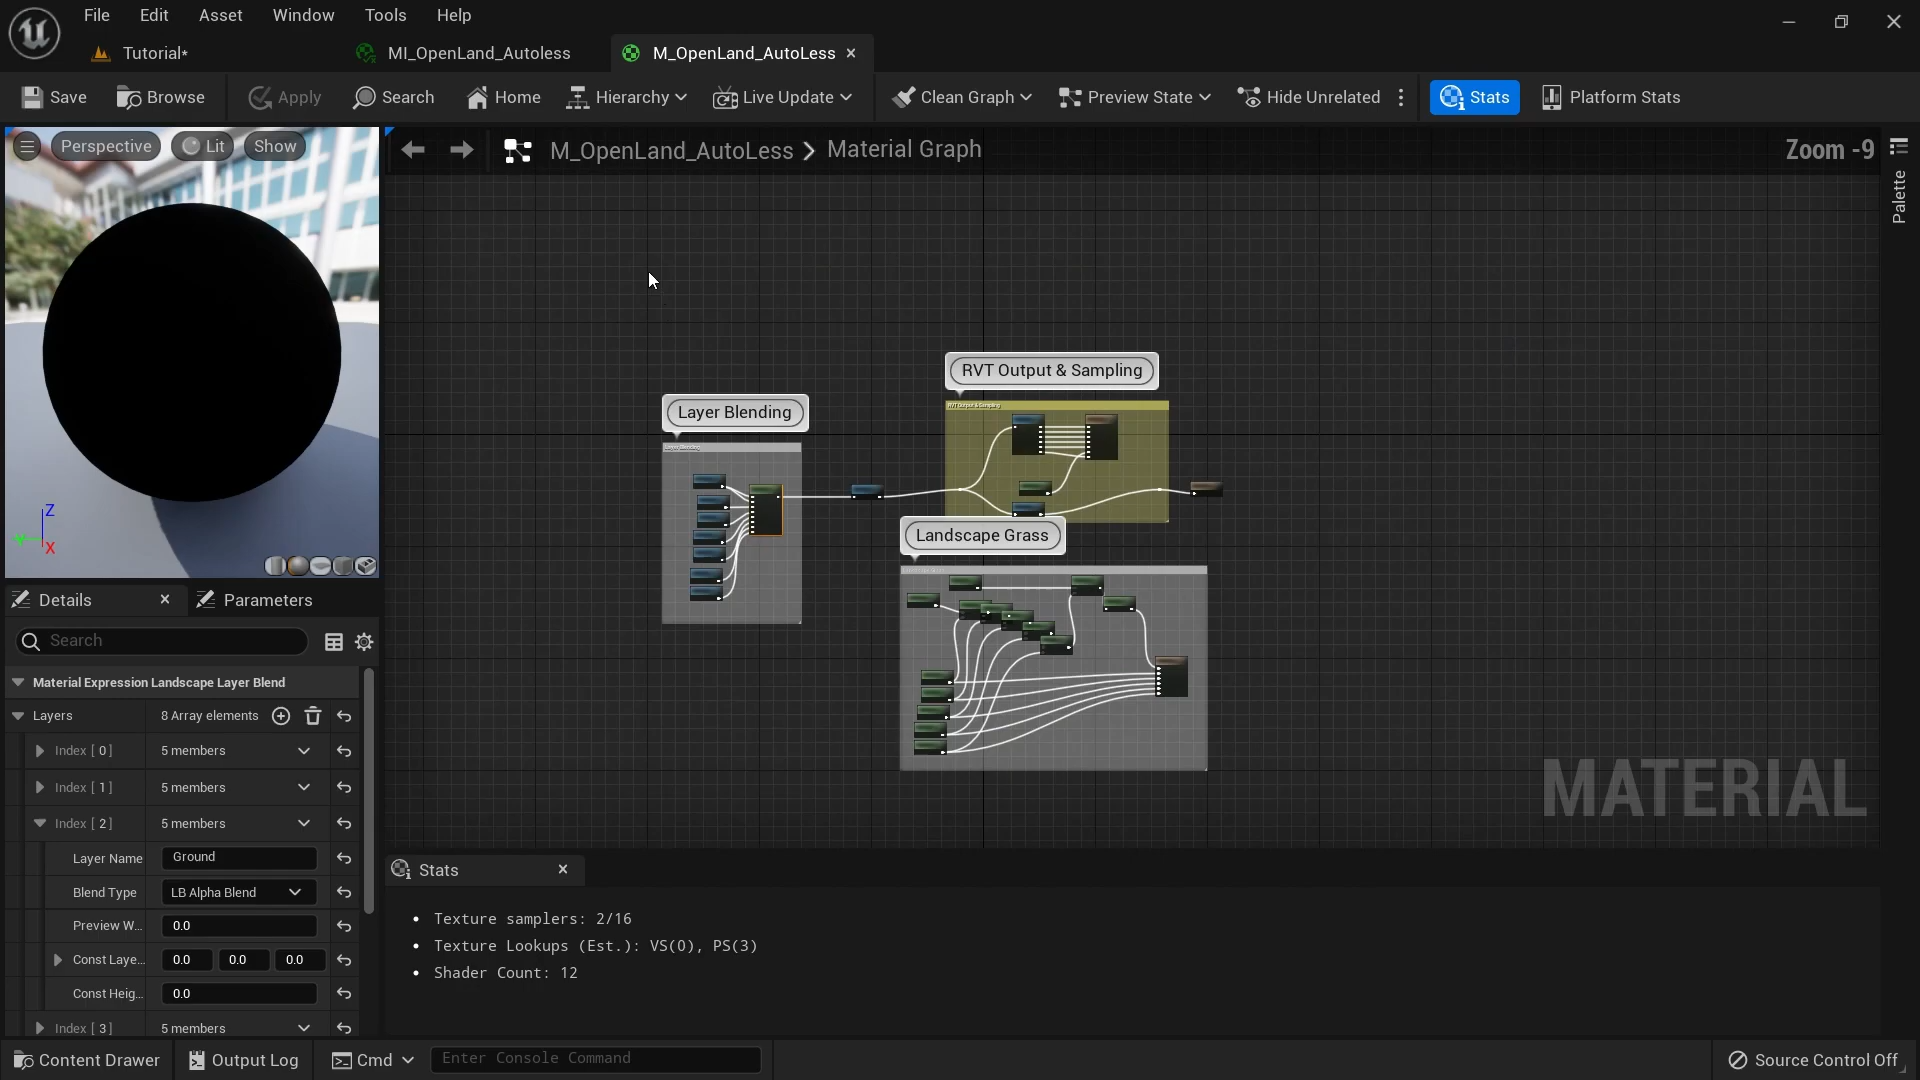 File Edit Asset Window Tools Help
Tutorial* MI_OpenLand_Autoless M_OpenLand_AutoLess
Save Browse Apply Search Home Hierarchy Live Update Clean Graph Preview State Hide Unrelated Stats Platform Stats
Perspective Lit Show
M_OpenLand_AutoLess > Material Graph
Zoom -9
Palette
RVT Output & Sampling
RVT Output & Sampling
Layer Blending
Layer Blending
Landscape Grass
Z
X
MATERIAL
Details Parameters
Search
Material Expression Landscape Layer Blend
Layers 8 Array elements
Index [ 0 ] 5 members
Index [ 1 ] 5 members
Index [ 2 ] 5 members
Layer Name Ground
Blend Type LB Alpha Blend
Preview W... 0.0
Const Laye... 0.0 0.0 0.0
Const Heig... 0.0
Index [ 3 ] 5 members
Stats
• Texture samplers: 2/16
• Texture Lookups (Est.): VS(0), PS(3)
• Shader Count: 12
Content Drawer Output Log Cmd Enter Console Command Source Control Off